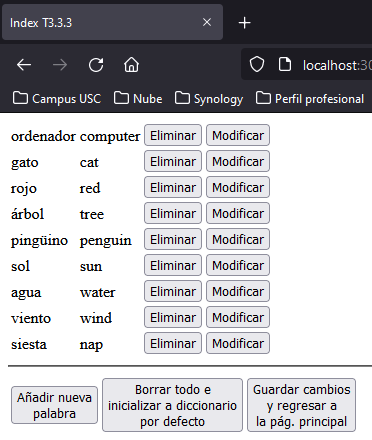 Index T3.3.3
localhost:30
Campus USC Nube Synology Perfil profesional
ordenador computer Eliminar Modificar
gato cat Eliminar Modificar
rojo red Eliminar Modificar
árbol tree Eliminar Modificar
pingüino penguin Eliminar Modificar
sol sun Eliminar Modificar
agua water Eliminar Modificar
viento wind Eliminar Modificar
siesta nap Eliminar Modificar
Añadir nueva
palabra
Borrar todo e
inicializar a diccionario
por defecto
Guardar cambios
y regresar a
la pág. principal